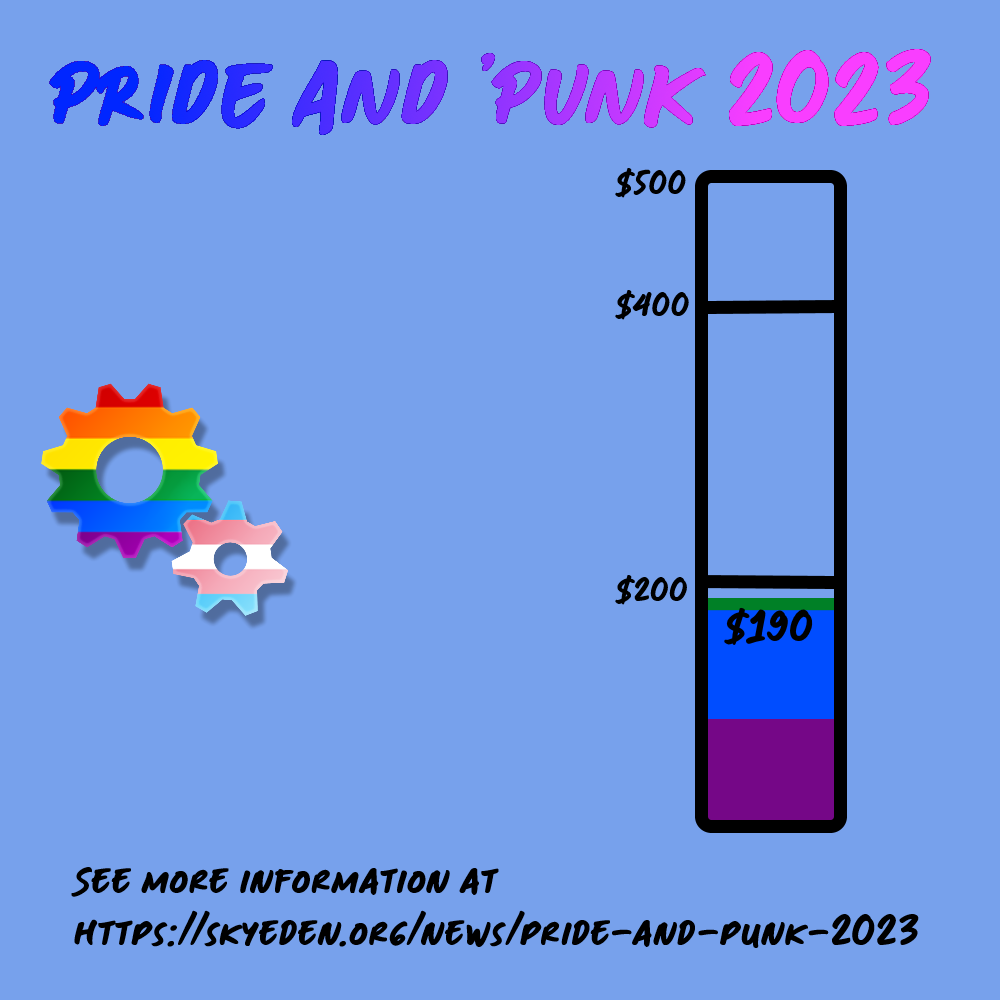 PRIDE AND 'PUNK 2023
$500
$400
$200
$190
SEE MORE INFORMATION AT
HTTPS://SKYEDEN.ORG/NEWS/PRIDE-AND-PUNK-2023